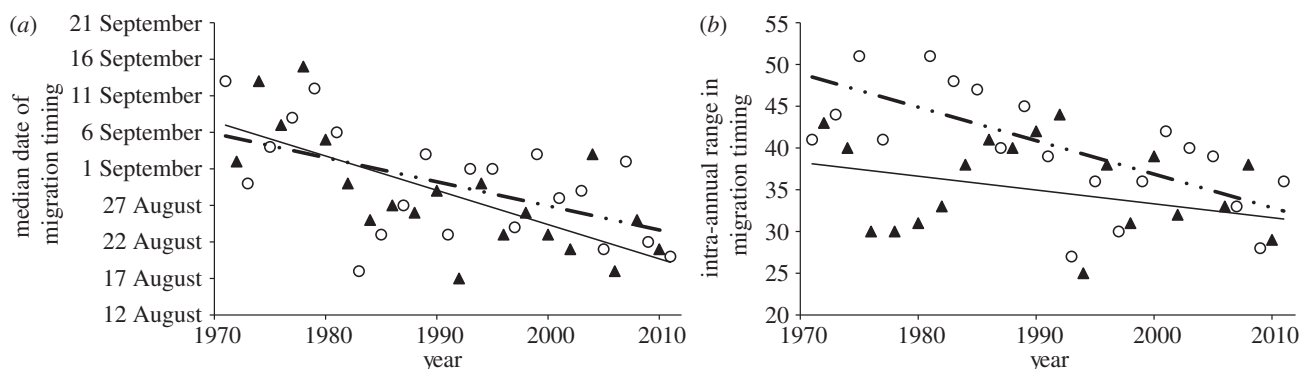 (a)
21 September
16 September
11 September
6 September
1 September
27 August
22 August
17 August
12 August
median date of
migration timing
1970
1980
1990
2000
2010
year
(b)
55
50
45
40
35
30
25
20
intra-annual range in
migration timing
1970
1980
1990
2000
2010
year